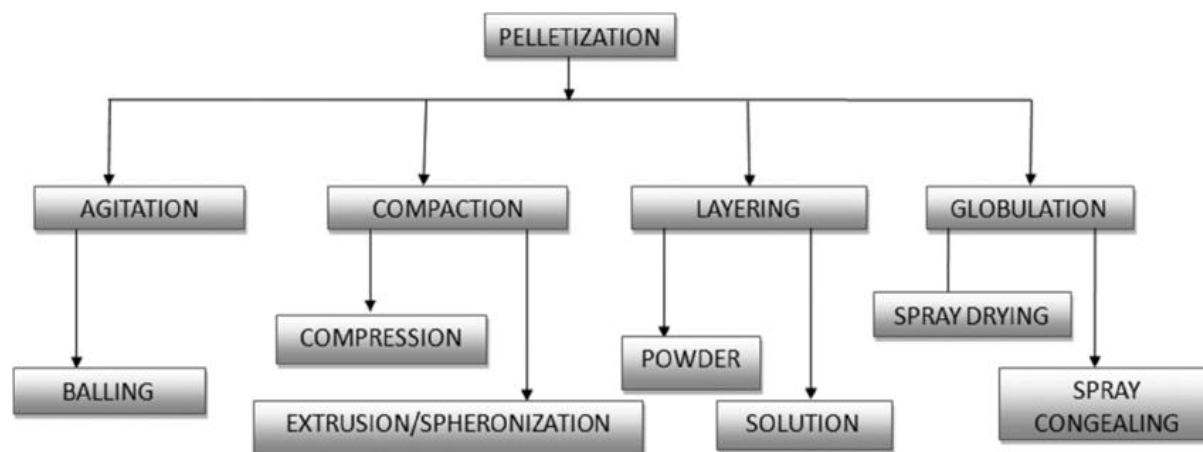 PELLETIZATION
AGITATION
COMPACTION
LAYERING
GLOBULATION
SPRAY DRYING
COMPRESSION
POWDER
BALLING
EXTRUSION/SPHERONIZATION
SOLUTION
SPRAY
CONGEALING